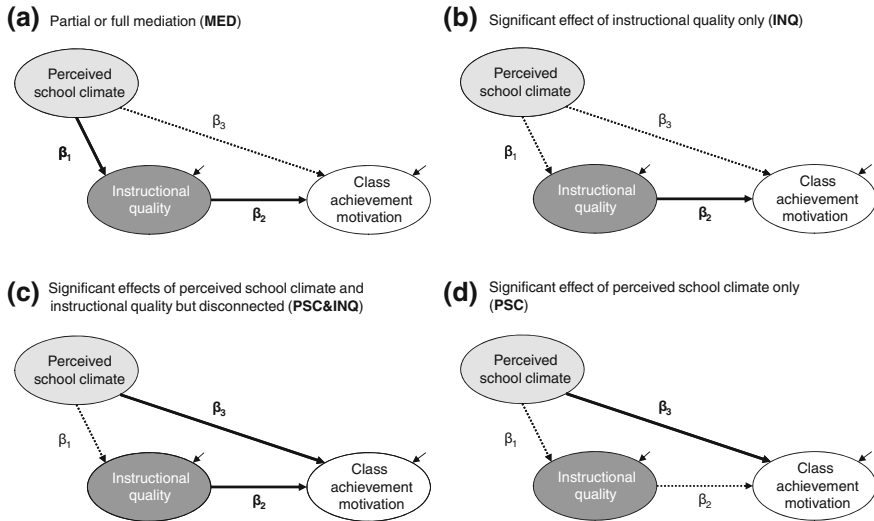 (a) Partial or full mediation (MED)
Perceived
school climate
β3
β1
Instructional
quality
β2
Class
achievement
motivation
(b) Significant effect of instructional quality only (INQ)
Perceived
school climate
β3
β1
Instructional
quality
β2
Class
achievement
motivation
(c) Significant effects of perceived school climate and
instructional quality but disconnected (PSC&INQ)
Perceived
school climate
β3
β1
Instructional
quality
β2
Class
achievement
motivation
(d) Significant effect of perceived school climate only
(PSC)
Perceived
school climate
β3
β1
Instructional
quality
β2
Class
achievement
motivation